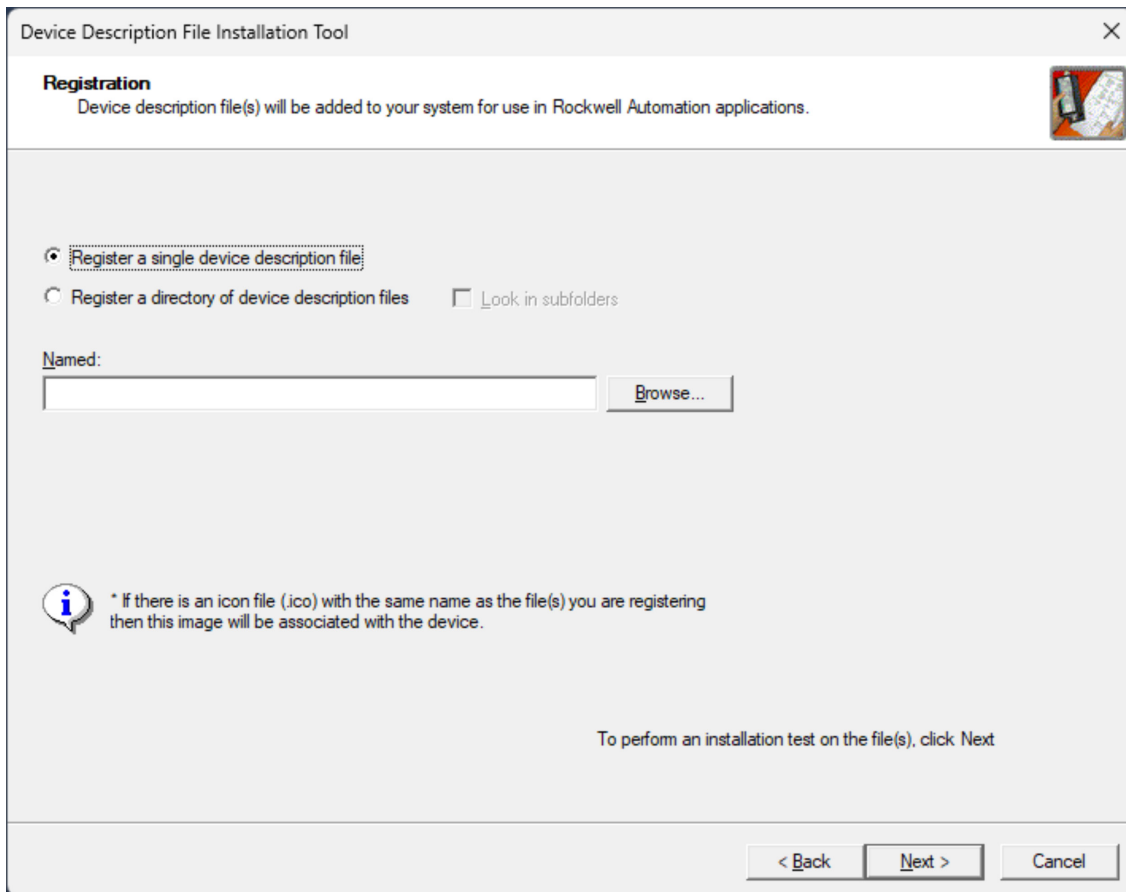 Device Description File Installation Tool
Registration
Device description file(s) will be added to your system for use in Rockwell Automation applications.
Register a single device description file
Register a directory of device description files
Look in subfolders
Named:
Browse...
* If there is an icon file (.ico) with the same name as the file(s) you are registering
then this image will be associated with the device.
To perform an installation test on the file(s), click Next
< Back
Next >
Cancel